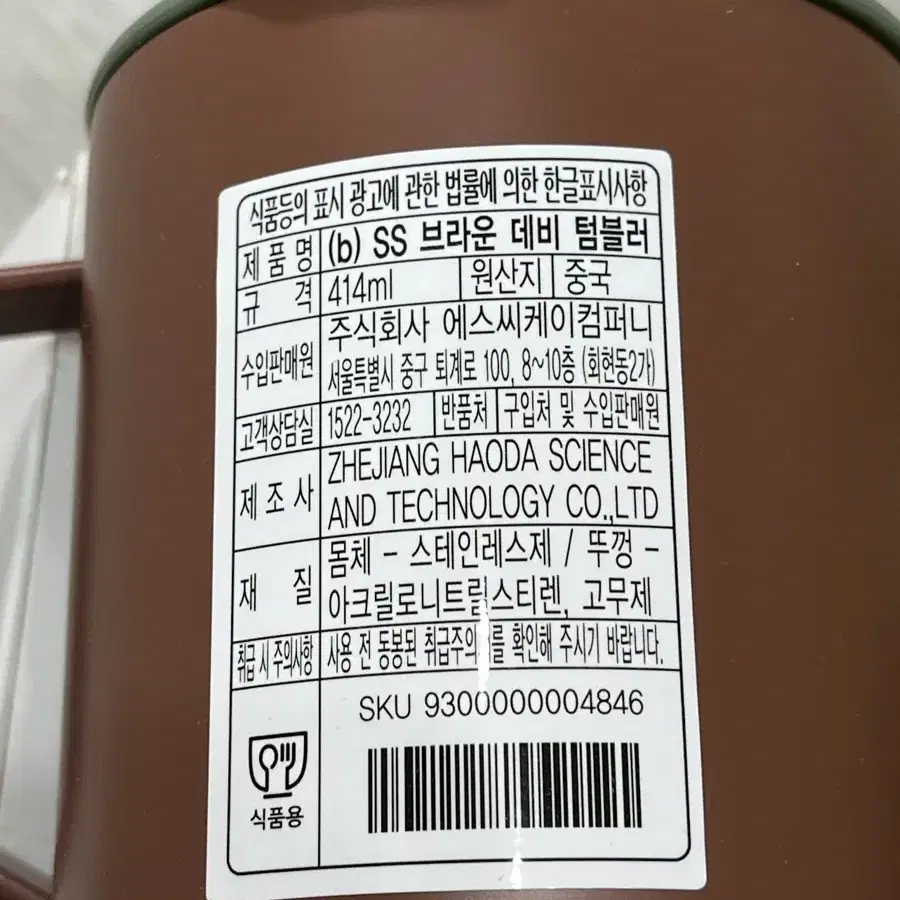 식품등의 표시 광고에 관한 법률에 의한 한글표시사항
제 품 명 (b) SS 브라운 데비 텀블러
규 격 414ml 원산지 중국
수입판매원 주식회사 에스씨케이컴퍼니
서울특별시 중구 퇴계로 100, 8~10층 (회현동2가)
고객상담실 1522-3232 반품처 구입처 및 수입판매원
제 조 사 ZHEJIANG HAODA SCIENCE
AND TECHNOLOGY CO.,LTD
재 질 몸체 - 스테인레스제 / 뚜껑 -
아크릴로니트릴스티렌, 고무제
취급 시 주의사항 사용 전 동봉된 취급주의서를 확인해 주시기 바랍니다.
SKU 9300000004846
식품용